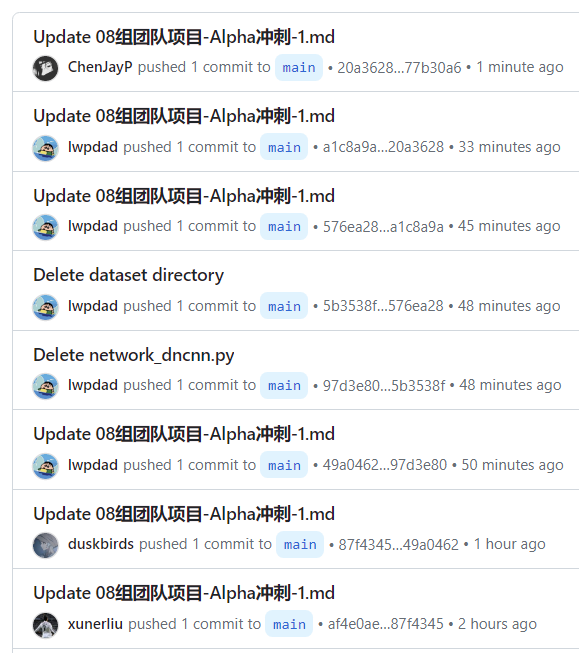 Update 08组团队项目-Alpha冲刺-1.md
ChenJayP pushed 1 commit to main • 20a3628…77b30a6 • 1 minute ago
Update 08组团队项目-Alpha冲刺-1.md
lwpdad pushed 1 commit to main • a1c8a9a…20a3628 • 33 minutes ago
Update 08组团队项目-Alpha冲刺-1.md
lwpdad pushed 1 commit to main • 576ea28…a1c8a9a • 45 minutes ago
Delete dataset directory
lwpdad pushed 1 commit to main • 5b3538f…576ea28 • 48 minutes ago
Delete network_dncnn.py
lwpdad pushed 1 commit to main • 97d3e80…5b3538f • 48 minutes ago
Update 08组团队项目-Alpha冲刺-1.md
lwpdad pushed 1 commit to main • 49a0462…97d3e80 • 50 minutes ago
Update 08组团队项目-Alpha冲刺-1.md
duskbirds pushed 1 commit to main • 87f4345…49a0462 • 1 hour ago
Update 08组团队项目-Alpha冲刺-1.md
xunerliu pushed 1 commit to main • af4e0ae…87f4345 • 2 hours ago